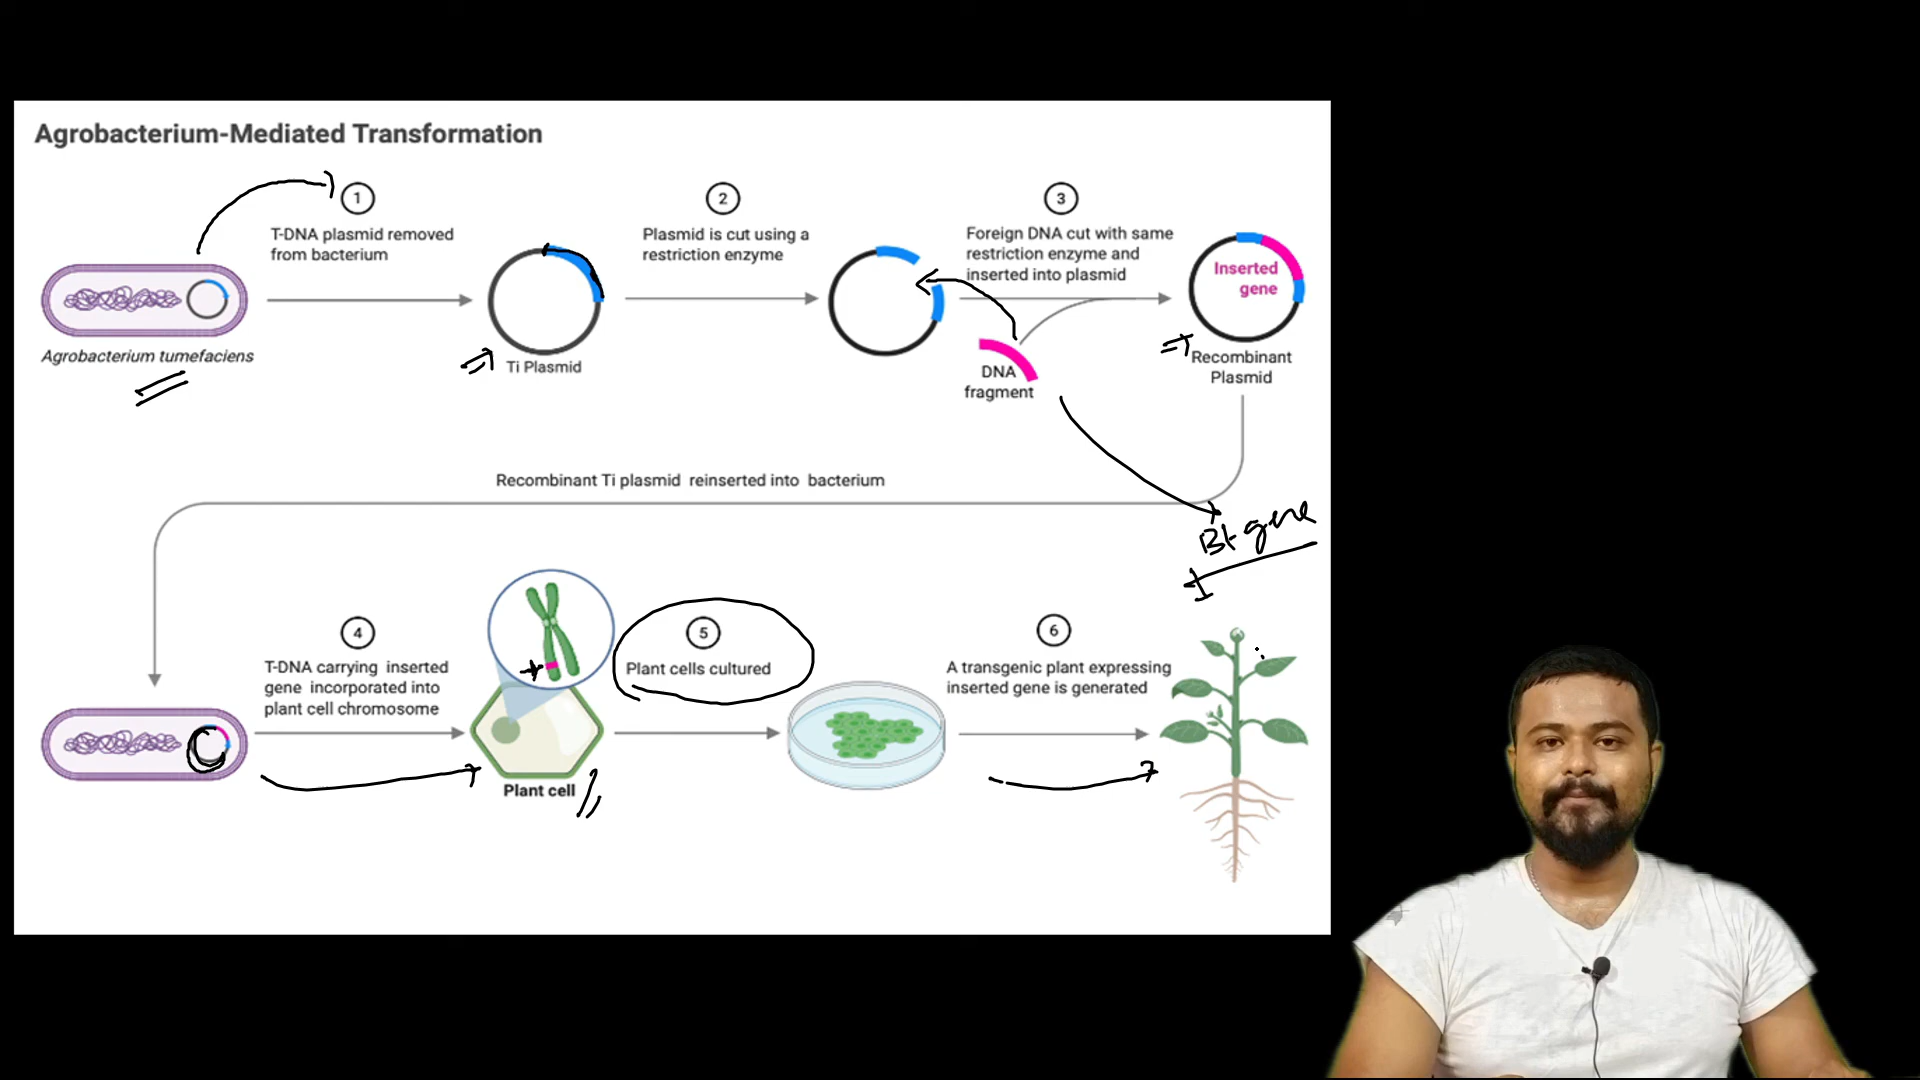 Agrobacterium-Mediated Transformation
1
T-DNA plasmid removed
from bacterium
2
Plasmid is cut using a
restriction enzyme
3
Foreign DNA cut with same
restriction enzyme and
inserted into plasmid
Inserted
gene
Agrobacterium tumefaciens
Ti Plasmid
DNA
fragment
Recombinant
Plasmid
Recombinant Ti plasmid reinserted into bacterium
Bt gene
4
T-DNA carrying inserted
gene incorporated into
plant cell chromosome
Plant cell
5
Plant cells cultured
6
A transgenic plant expressing
inserted gene is generated